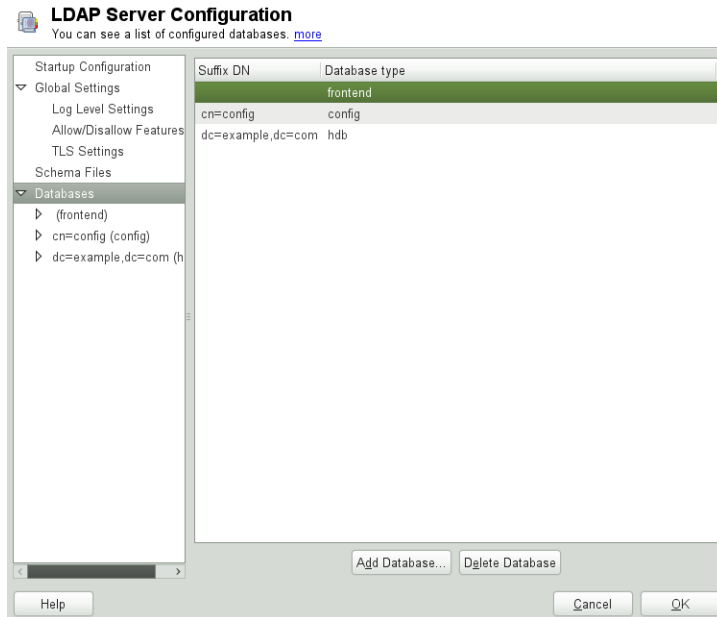 LDAP Server Configuration
You can see a list of configured databases. more
Startup Configuration
Global Settings
Log Level Settings
Allow/Disallow Features
TLS Settings
Schema Files
Databases
(frontend)
cn=config (config)
dc=example,dc=com (h
Suffix DN Database type
frontend
cn=config config
dc=example,dc=com hdb
Add Database... Delete Database
Help Cancel OK